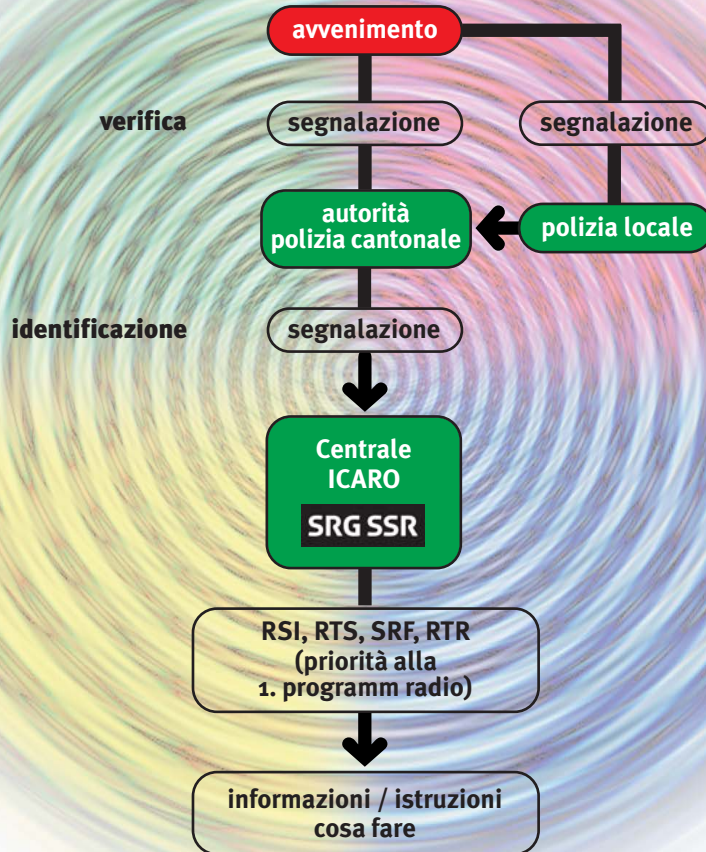 avvenimento
verifica
segnalazione
segnalazione
autorità
polizia cantonale
polizia locale
identificazione
segnalazione
Centrale
ICARO
SRG SSR
RSI, RTS, SRF, RTR
(priorità alla
1. programm radio)
informazioni / istruzioni
cosa fare